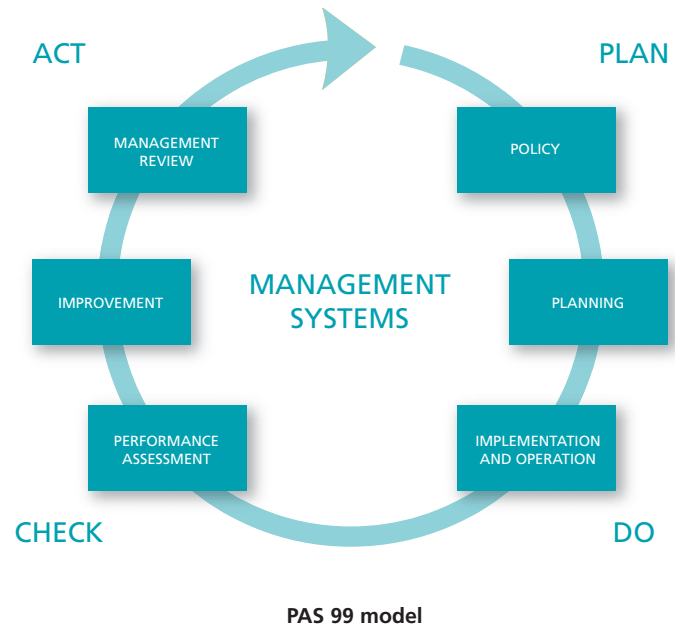 ACT
PLAN
MANAGEMENT
REVIEW
POLICY
MANAGEMENT
SYSTEMS
IMPROVEMENT
PLANNING
PERFORMANCE
ASSESSMENT
IMPLEMENTATION
AND OPERATION
CHECK
DO
PAS 99 model